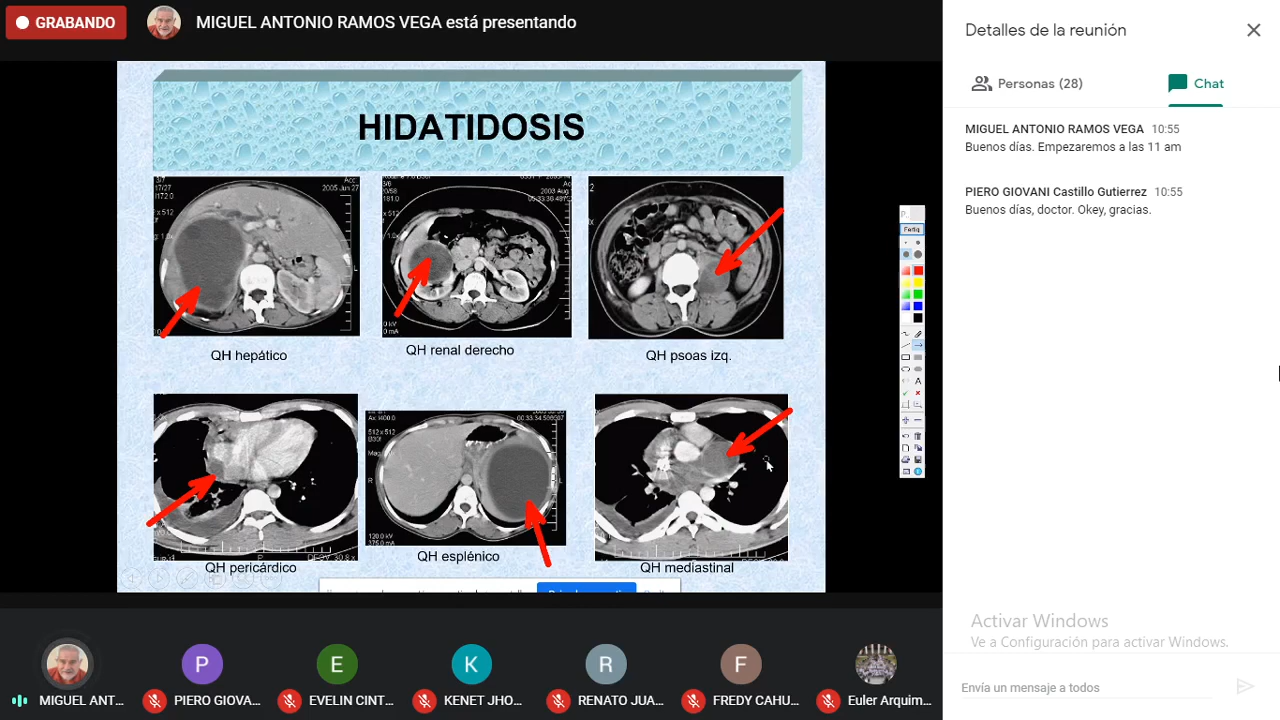 GRABANDO
MIGUEL ANTONIO RAMOS VEGA está presentando
HIDATIDOSIS
2005 Jun 27
QH hepático
QH renal derecho
QH psoas izq.
QH pericárdico
QH esplénico
QH mediastinal
MIGUEL ANT...
P
PIERO GIOVA...
E
EVELIN CINT...
K
KENET JHO...
R
RENATO JUA...
F
FREDY CAHU...
Euler Arquim...
Detalles de la reunión
Personas (28)
Chat
MIGUEL ANTONIO RAMOS VEGA 10:55
Buenos días. Empezaremos a las 11 am
PIERO GIOVANI Castillo Gutierrez 10:55
Buenos días, doctor. Okey, gracias.
Activar Windows
Ve a Configuración para activar Windows.
Envía un mensaje a todos